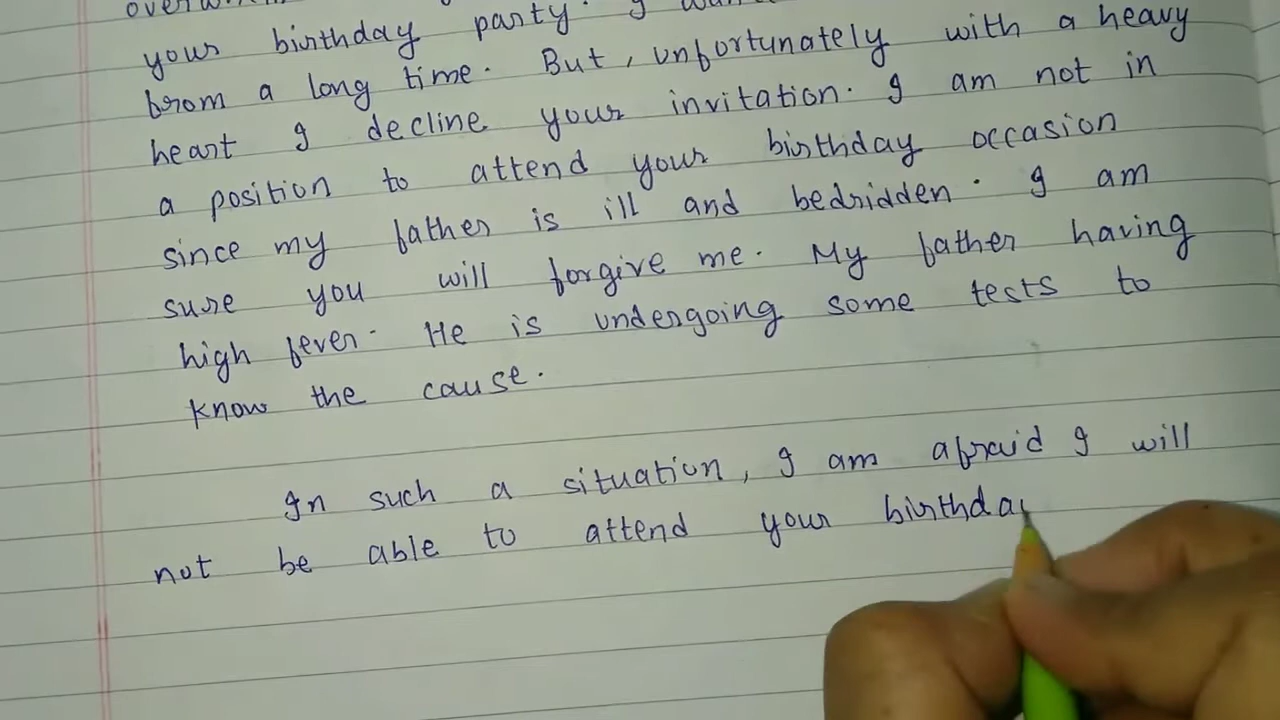 your birthday party. I
from a long time. But, unfortunately with a heavy
heart I decline your invitation. I am not in
a position to attend your birthday occasion
since my father is ill and bedridden. I am
sure you will forgive me. My father having
high fever. He is undergoing some tests to
know the cause.
In such a situation, I am afraid I will
not be able to attend your birthda